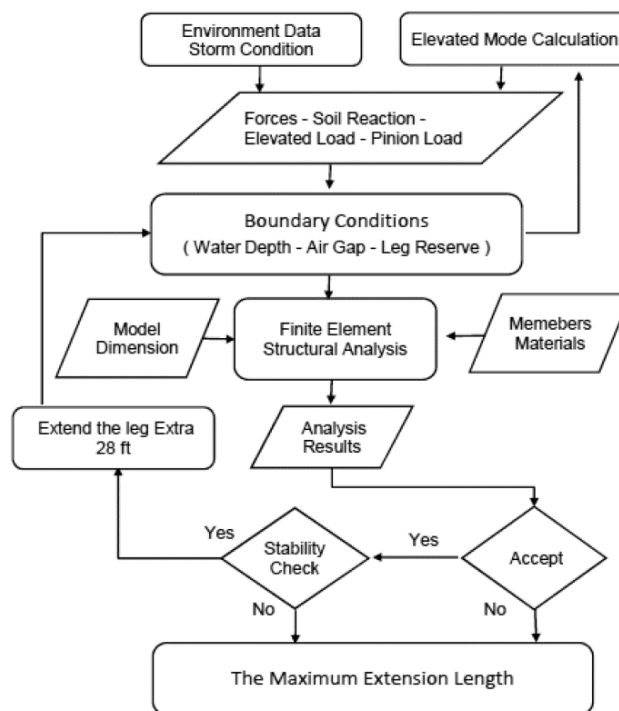 Environment Data
Storm Condition
Elevated Mode Calculation
Forces - Soil Reaction -
Elevated Load - Pinion Load
Boundary Conditions
( Water Depth - Air Gap - Leg Reserve )
Model
Dimension
Finite Element
Structural Analysis
Memebers
Materials
Extend the leg Extra
28 ft
Analysis
Results
Yes
Stability
Check
Yes
Accept
No
No
The Maximum Extension Length